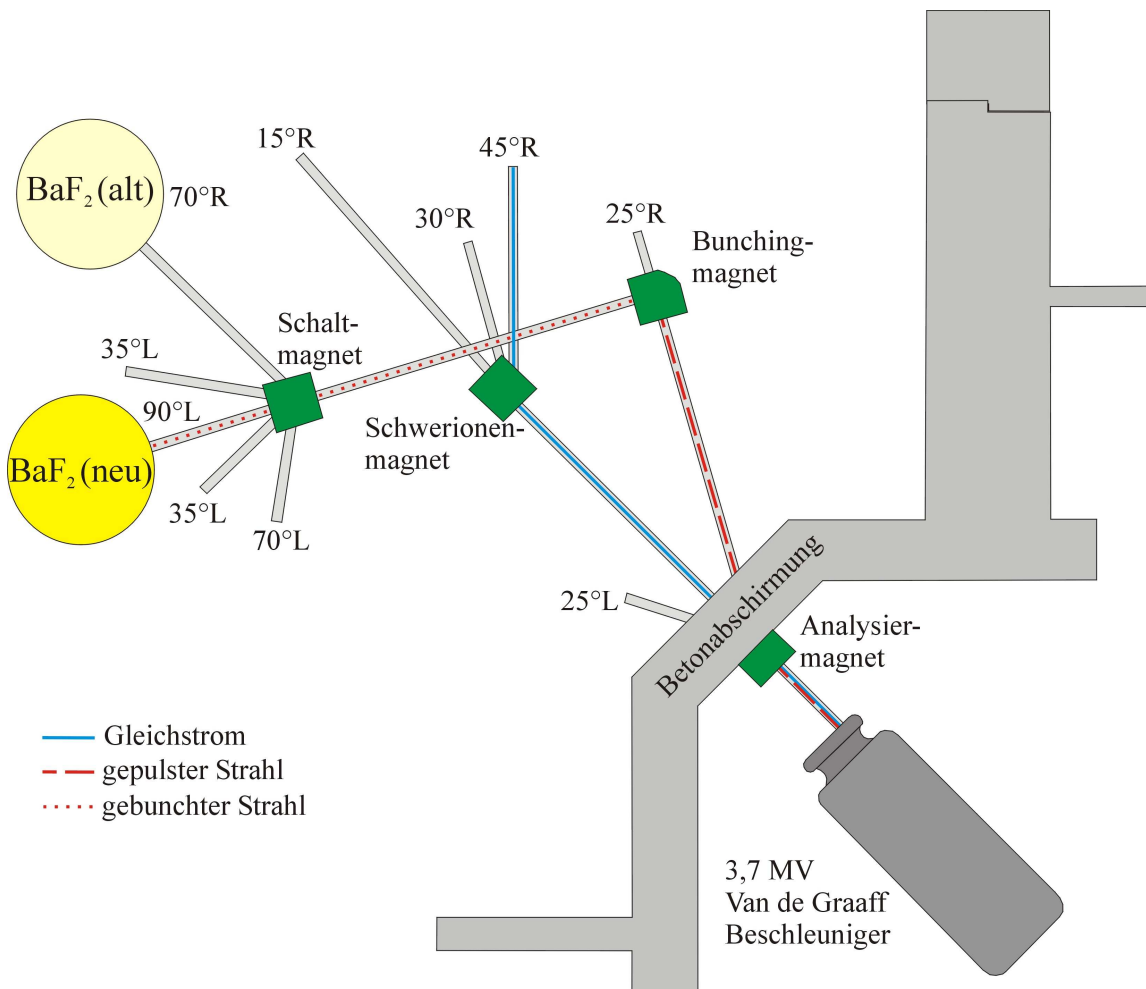 15°R
45°R
BaF₂(alt)
70°R
30°R
25°R
Bunching-
magnet
Schalt-
magnet
35°L
90°L
BaF₂(neu)
Schwerionen-
magnet
35°L
70°L
25°L
Betonabschirmung
Analysier-
magnet
Gleichstrom
gepulster Strahl
gebunchter Strahl
3,7 MV
Van de Graaff
Beschleuniger